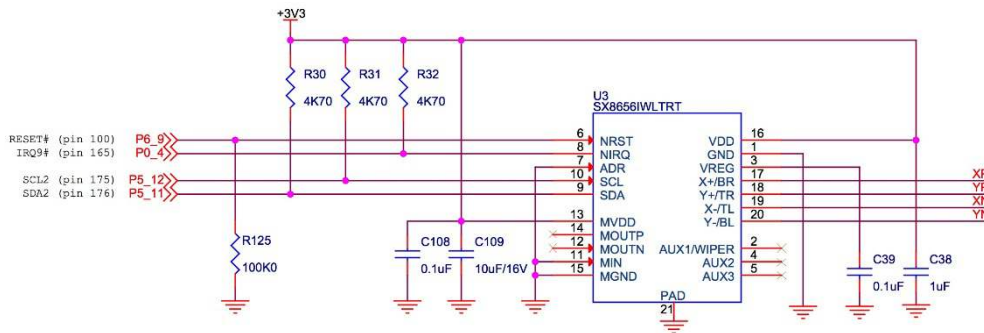 +3V3
R30
4K70
R31
4K70
R32
4K70
U3
SX8656IWLTRT
RESET# (pin 100) P6_9
IRQ9# (pin 165) P0_4
SCL2 (pin 175) P5_12
SDA2 (pin 176) P5_11
6 NRST
8 NIRQ
7 ADR
10 SCL
9 SDA
13 MVDD
14 MOUTP
12 MOUTN
11 MIN
15 MGND
VDD 16
GND 1
VREG 3
X+/BR 17
Y+/TR 18
X-/TL 19
Y-/BL 20
AUX1/WIPER 2
AUX2 4
AUX3 5
PAD
21
R125
100K0
C108
0.1uF
C109
10uF/16V
C39
0.1uF
C38
1uF